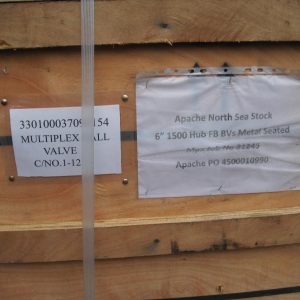 MULTIPLEX BALL
VALVE
C/NO.1-12
Apache North Sea Stock
6" 1500 Hub FB BVs Metal Seated
Apache PO 4500010990